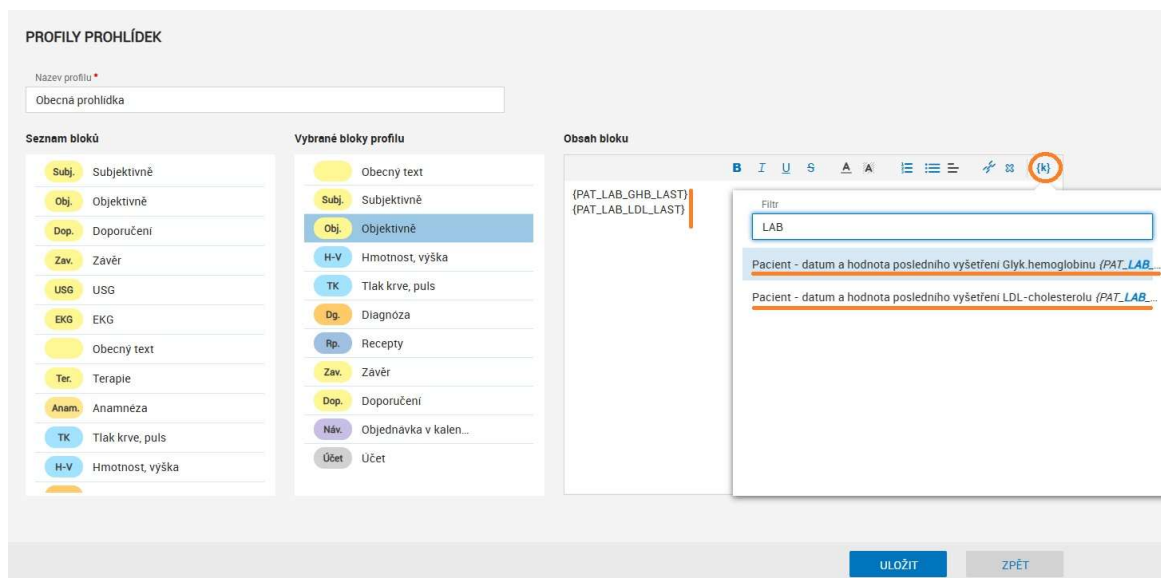 PROFILY PROHLÍDEK
Název profilu *
Obecná prohlídka
Seznam bloků
Subj. Subjektivně
Obj. Objektivně
Dop. Doporučení
Zav. Závěr
USG USG
EKG EKG
Obecný text
Ter. Terapie
Anam. Anamnéza
TK Tlak krve, puls
H-V Hmotnost, výška
Vybrané bloky profilu
Obecný text
Subj. Subjektivně
Obj. Objektivně
H-V Hmotnost, výška
TK Tlak krve, puls
Dg. Diagnóza
Rp. Recepty
Zav. Závěr
Dop. Doporučení
Náv. Objednávka v kalen...
Účet Účet
Obsah bloku
B I U S A A {k}
{PAT_LAB_GHB_LAST}
{PAT_LAB_LDL_LAST}
Filtr
LAB
Pacient - datum a hodnota posledního vyšetření Glyk.hemoglobinu {PAT_LAB_...
Pacient - datum a hodnota posledního vyšetření LDL-cholesterolu {PAT_LAB_...
ULOŽIT ZPĚT